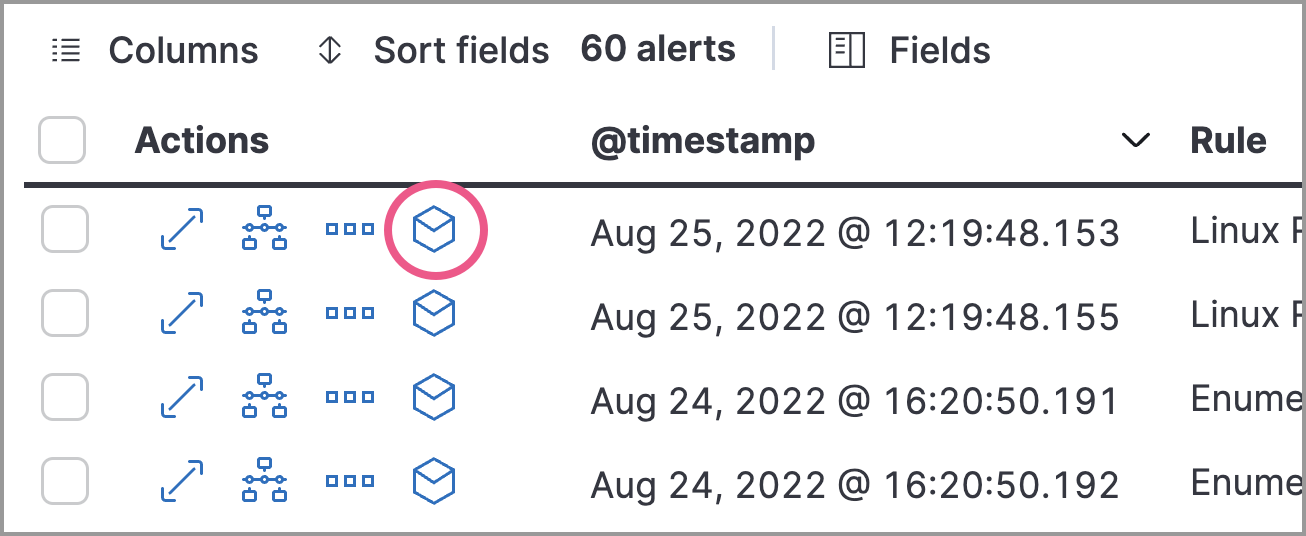 Columns Sort fields 60 alerts Fields
Actions @timestamp Rule
Aug 25, 2022 @ 12:19:48.153 Linux
Aug 25, 2022 @ 12:19:48.155 Linux
Aug 24, 2022 @ 16:20:50.191 Enume
Aug 24, 2022 @ 16:20:50.192 Enume